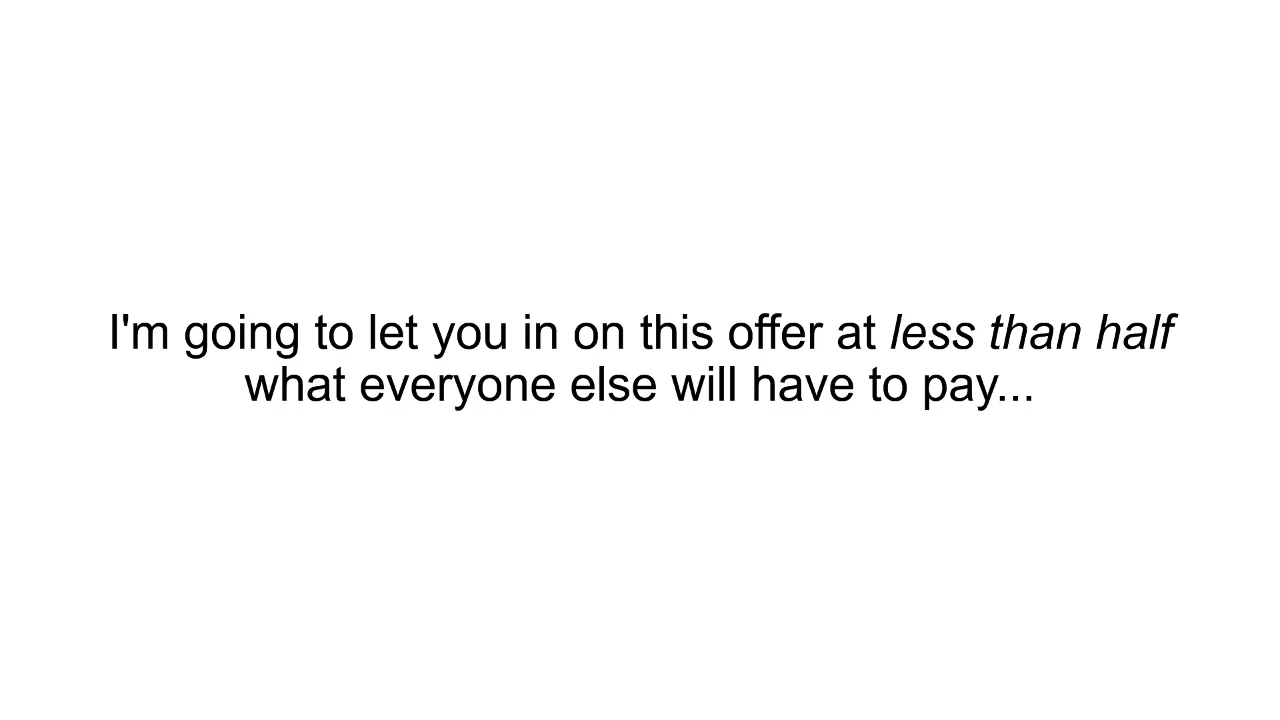 I'm going to let you in on this offer at less than half
what everyone else will have to pay...